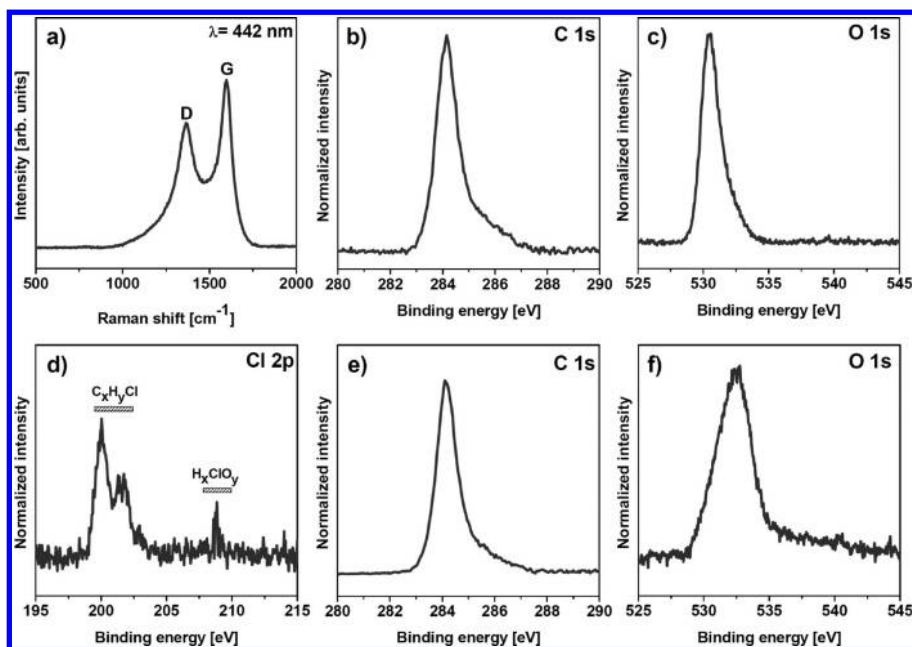 a)
λ= 442 nm
D
G
Intensity [arb. units]
500 1000 1500 2000
Raman shift [cm-1]
b)
C 1s
Normalized intensity
280 282 284 286 288 290
Binding energy [eV]
c)
O 1s
Normalized intensity
525 530 535 540 545
Binding energy [eV]
d)
Cl 2p
CxHyCl
HxClOy
Normalized intensity
195 200 205 210 215
Binding energy [eV]
e)
C 1s
Normalized intensity
280 282 284 286 288 290
Binding energy [eV]
f)
O 1s
Normalized intensity
525 530 535 540 545
Binding energy [eV]